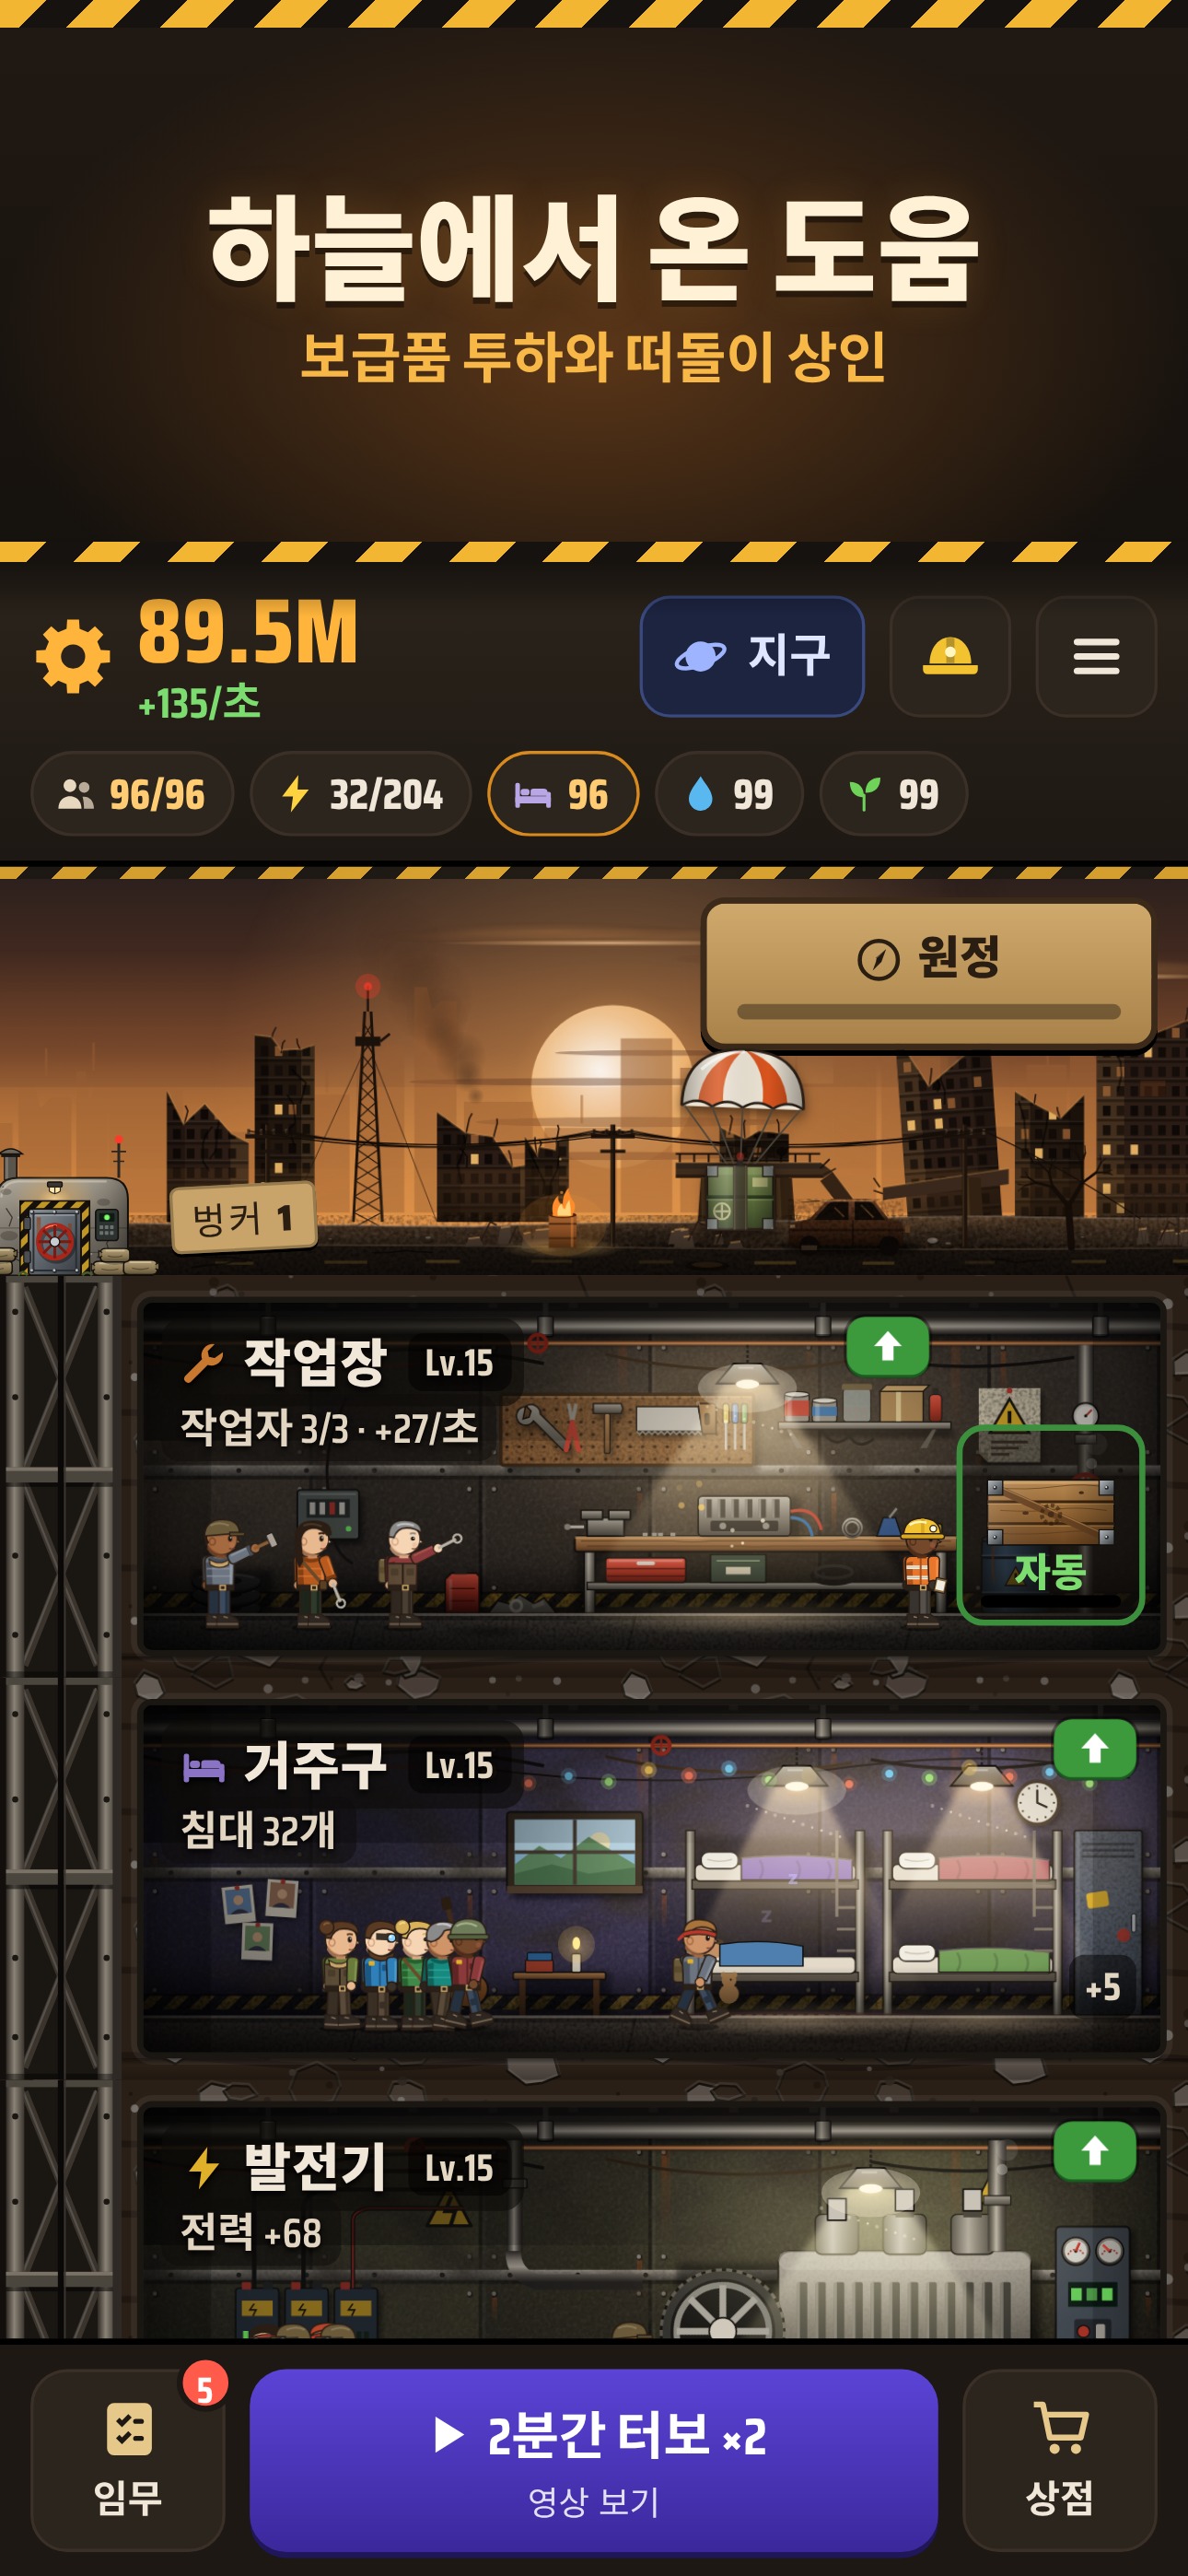 하늘에서 온 도움
보급품 투하와 떠돌이 상인
89.5M
+135/초
지구
96/96
32/204
96
99
99
원정
벙커 1
작업장 Lv.15
작업자 3/3 · +27/초
자동
거주구 Lv.15
침대 32개
+5
발전기 Lv.15
전력 +68
5
임무
2분간 터보 ×2
영상 보기
상점